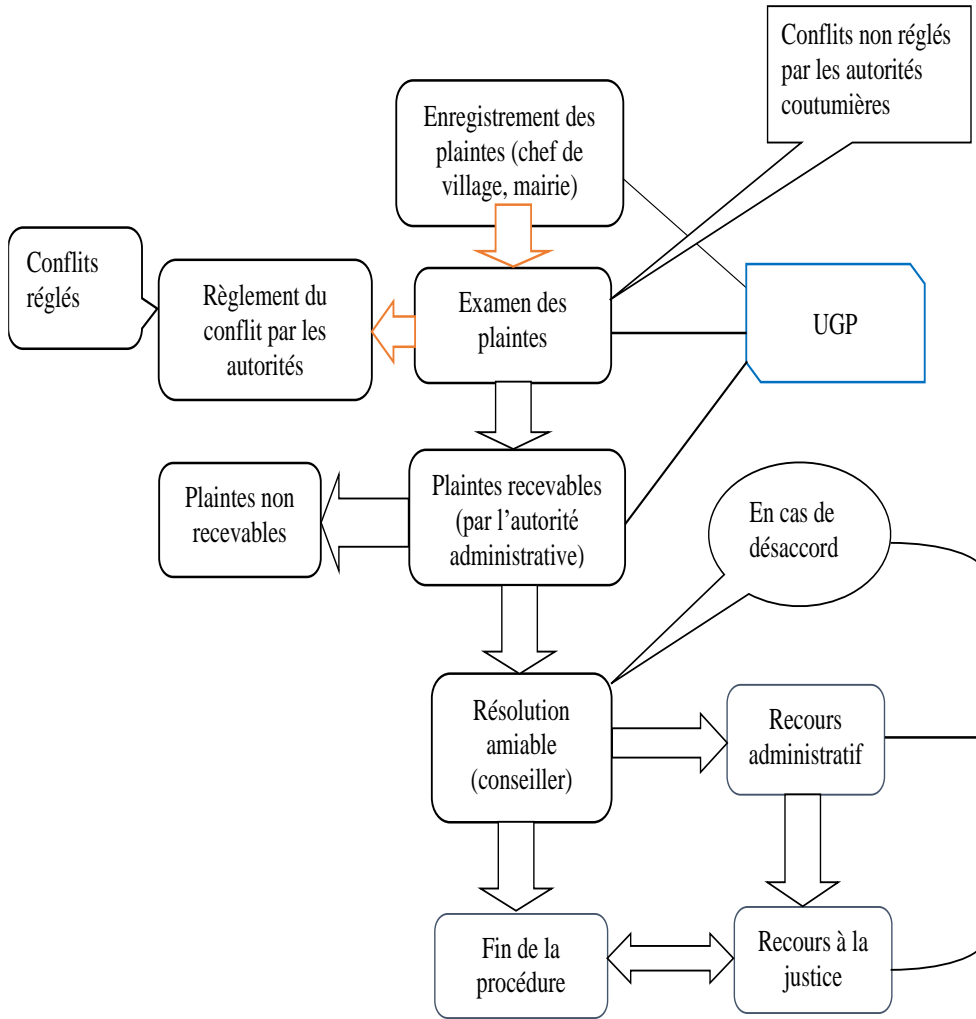 Conflits non réglés
par les autorités
coutumières
Enregistrement des
plaintes (chef de
village, mairie)
Conflits
réglés
Règlement du
conflit par les
autorités
Examen des
plaintes
UGP
Plaintes non
recevables
Plaintes recevables
(par l’autorité
administrative)
En cas de
désaccord
Résolution
amiable
(conseiller)
Recours
administratif
Fin de la
procédure
Recours à la
justice